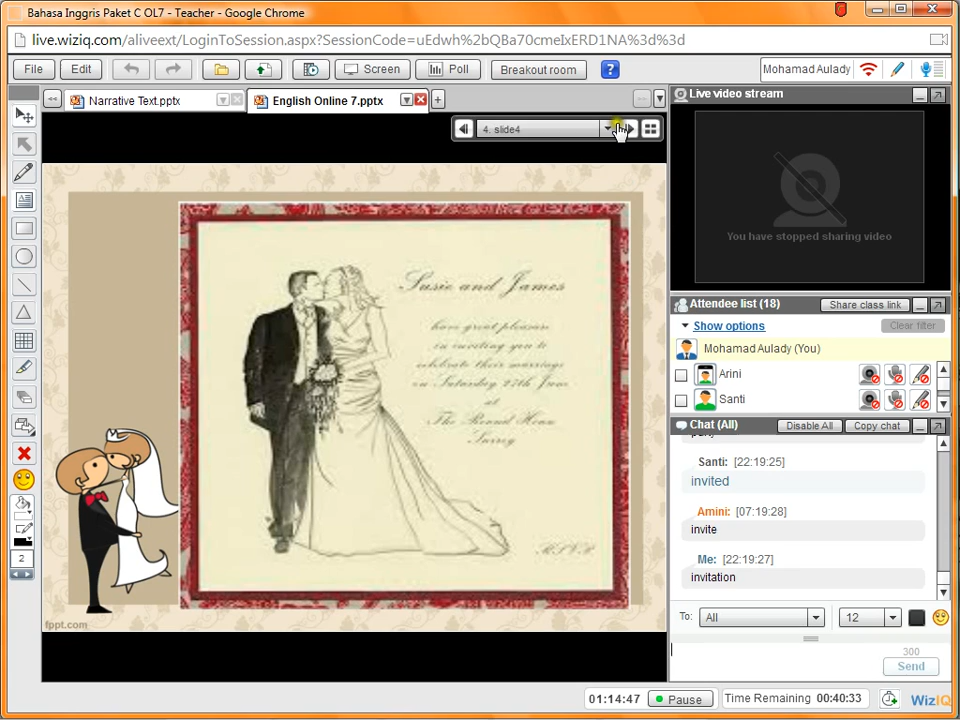 Bahasa Inggris Paket C OL7 - Teacher - Google Chrome
live.wiziq.com/aliveext/LoginToSession.aspx?SessionCode=uEdwh%2bQBa70cmeIxERD1NA%3d%3d
File Edit Screen Poll Breakout room ? Mohamad Aulady
Narrative Text.pptx English Online 7.pptx
4. slide4
Susie and James
have great pleasure
in inviting you to
celebrate their marriage
on Saturday 27th June
at
The Round House
Surrey
R.S.V.P
fppt.com
2
Live video stream
You have stopped sharing video
Attendee list (18) Share class link
Show options Clear filter
Mohamad Aulady (You)
Arini
Santi
Chat (All) Disable All Copy chat
Santi: [22:19:25]
invited
Amini: [07:19:28]
invite
Me: [22:19:27]
invitation
To: All 12
300
Send
01:14:47 Pause Time Remaining 00:40:33 WizIQ